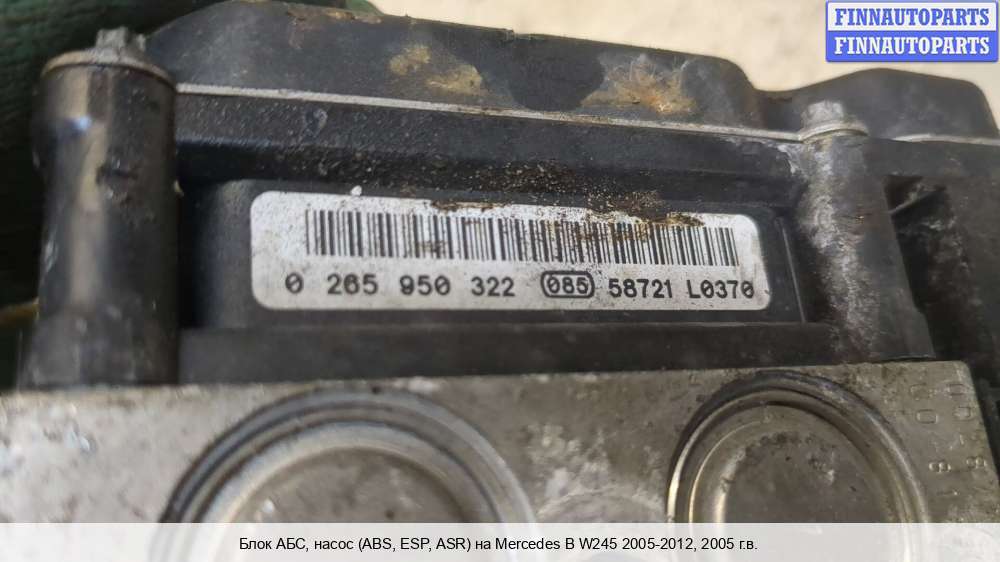 FINNAUTOPARTS
FINNAUTOPARTS
0 265 950 322 085 58721 L0370
Блок АБС, насос (ABS, ESP, ASR) на Mercedes B W245 2005-2012, 2005 г.в.